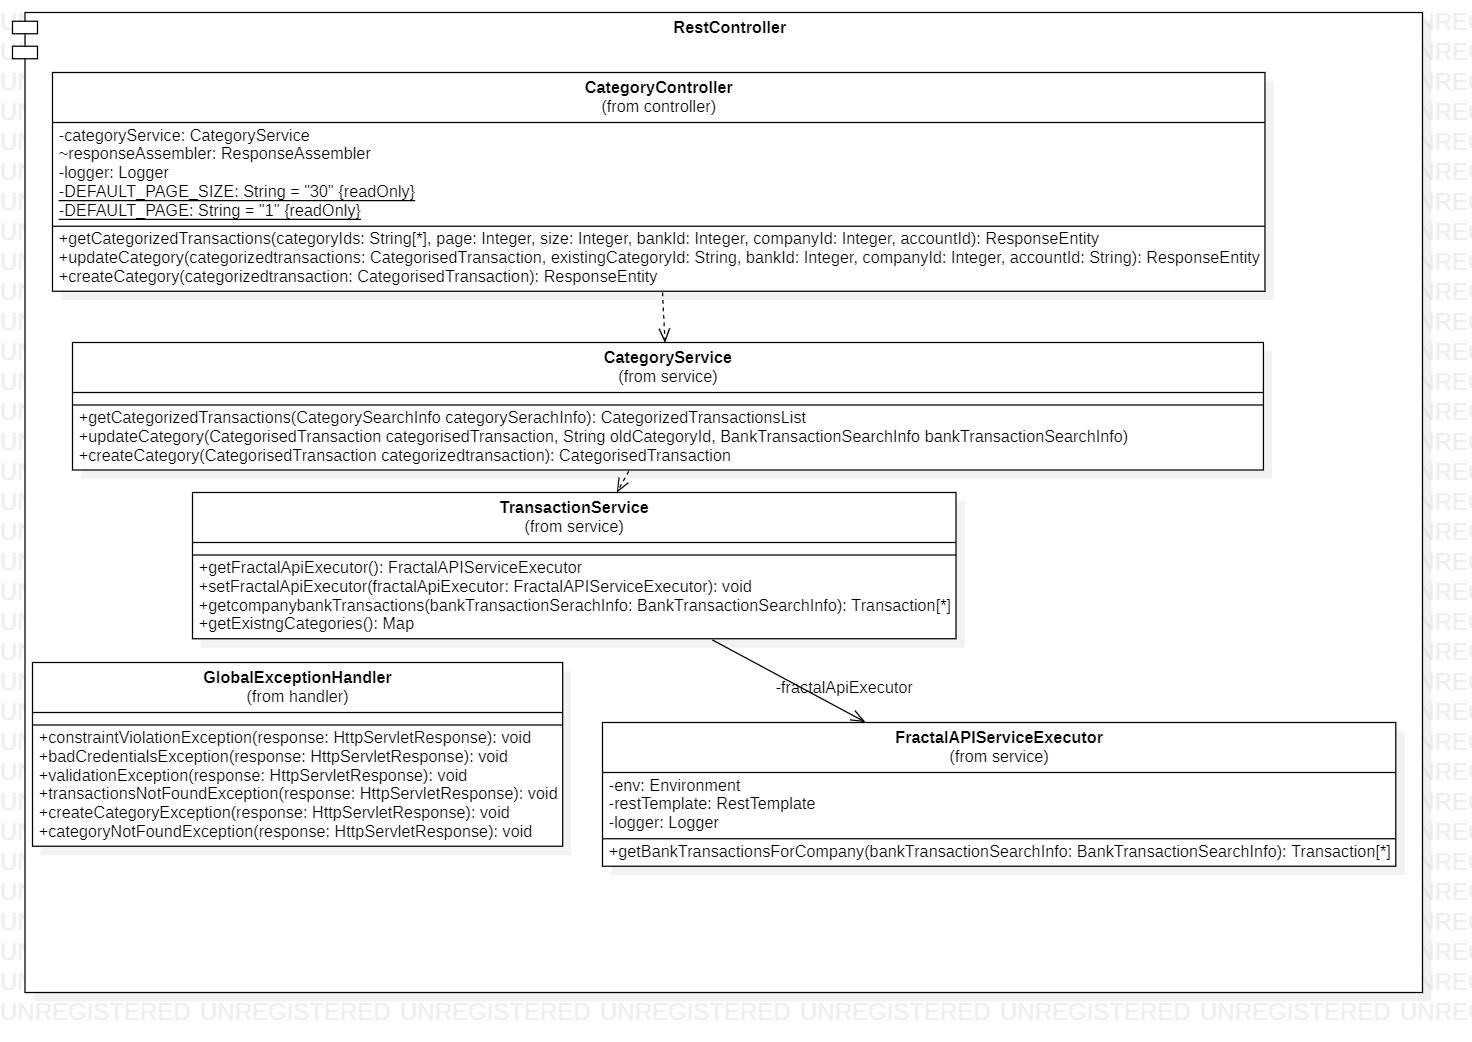 RestController
CategoryController
(from controller)
-categoryService: CategoryService
~responseAssembler: ResponseAssembler
-logger: Logger
-DEFAULT_PAGE_SIZE: String = "30" {readOnly}
-DEFAULT_PAGE: String = "1" {readOnly}
+getCategorizedTransactions(categoryIds: String[*], page: Integer, size: Integer, bankId: Integer, companyId: Integer, accountId): ResponseEntity
+updateCategory(categorizedtransactions: CategorisedTransaction, existingCategoryId: String, bankId: Integer, companyId: Integer, accountId: String): ResponseEntity
+createCategory(categorizedtransaction: CategorisedTransaction): ResponseEntity
CategoryService
(from service)
+getCategorizedTransactions(CategorySearchInfo categorySerachInfo): CategorizedTransactionsList
+updateCategory(CategorisedTransaction categorisedTransaction, String oldCategoryId, BankTransactionSearchInfo bankTransactionSearchInfo)
+createCategory(CategorisedTransaction categorizedtransaction): CategorisedTransaction
TransactionService
(from service)
+getFractalApiExecutor(): FractalAPIServiceExecutor
+setFractalApiExecutor(fractalApiExecutor: FractalAPIServiceExecutor): void
+getcompanybankTransactions(bankTransactionSerachInfo: BankTransactionSearchInfo): Transaction[*]
+getExistngCategories(): Map
-fractalApiExecutor
GlobalExceptionHandler
(from handler)
+constraintViolationException(response: HttpServletResponse): void
+badCredentialsException(response: HttpServletResponse): void
+validationException(response: HttpServletResponse): void
+transactionsNotFoundException(response: HttpServletResponse): void
+createCategoryException(response: HttpServletResponse): void
+categoryNotFoundException(response: HttpServletResponse): void
FractalAPIServiceExecutor
(from service)
-env: Environment
-restTemplate: RestTemplate
-logger: Logger
+getBankTransactionsForCompany(bankTransactionSearchInfo: BankTransactionSearchInfo): Transaction[*]
UNREGISTERED UNREGISTERED UNREGISTERED UNREGISTERED UNREGISTERED UNREGISTERED UNREGISTERED